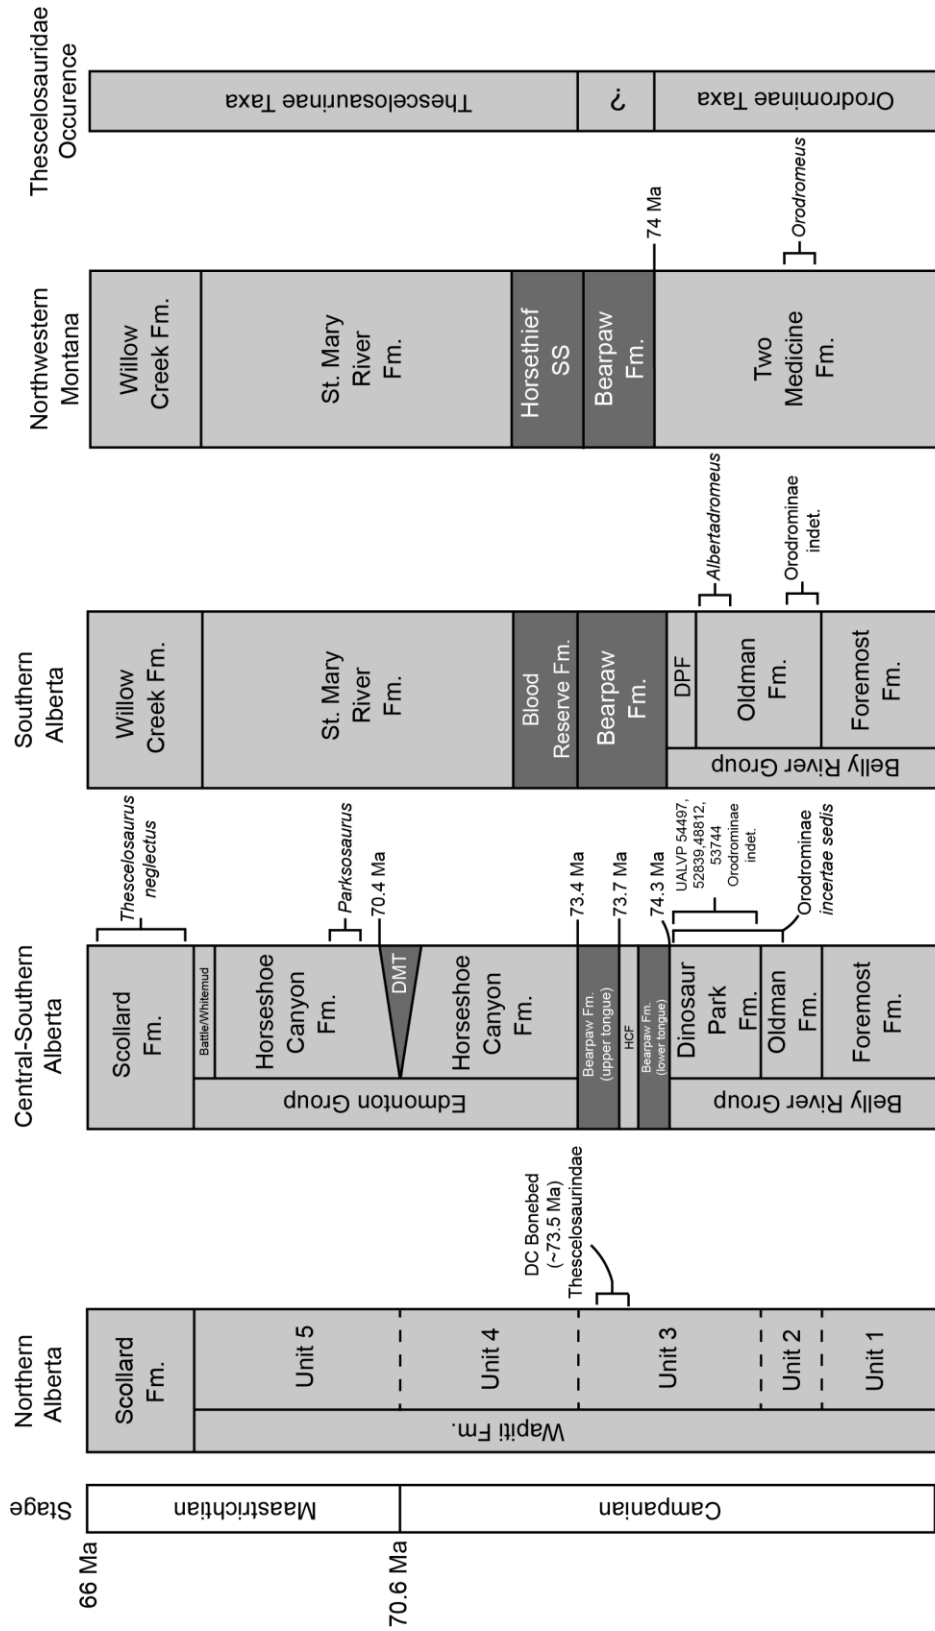 Stage
66 Ma
70.6 Ma
Maastrichtian
Campanian
Northern
Alberta
Scollard
Fm.
Wapiti Fm.
Unit 5
Unit 4
Unit 3
Unit 2
Unit 1
DC Bonebed
(~73.5 Ma)
Thescelosaurindae
Central-Southern
Alberta
Scollard
Fm.
Battle/Whitemud
Edmonton Group
Horseshoe
Canyon
Fm.
DMT
Horseshoe
Canyon
Fm.
Bearpaw Fm.
(upper tongue)
HCF
Bearpaw Fm.
(lower tongue)
Belly River Group
Dinosaur
Park
Fm.
Oldman
Fm.
Foremost
Fm.
Thescelosaurus
neglectus
Parksosaurus
70.4 Ma
73.4 Ma
73.7 Ma
74.3 Ma
UALVP 54497,
52839,48812,
53744
Orodrominae
indet.
Orodrominae
incertae sedis
Southern
Alberta
Willow
Creek Fm.
St. Mary
River
Fm.
Blood
Reserve Fm.
Bearpaw
Fm.
Belly River Group
DPF
Oldman
Fm.
Foremost
Fm.
Albertadromeus
Orodrominae
indet.
Northwestern
Montana
Willow
Creek Fm.
St. Mary
River
Fm.
Horsethief
SS
Bearpaw
Fm.
Two
Medicine
Fm.
74 Ma
Orodromeus
Thescelosauridae
Occurence
Thescelosaurinae Taxa
?
Orodrominae Taxa